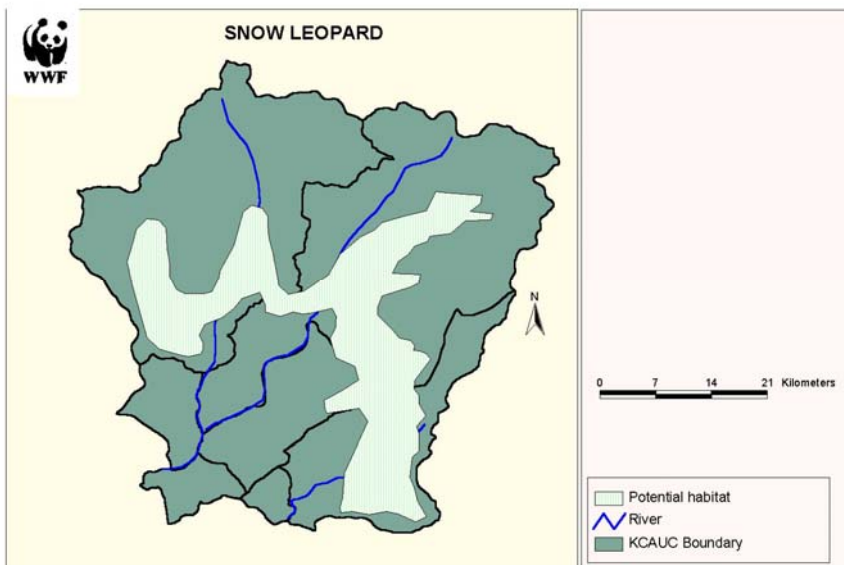 SNOW LEOPARD
WWF
N
0 7 14 21 Kilometers
Potential habitat
River
KCAUC Boundary